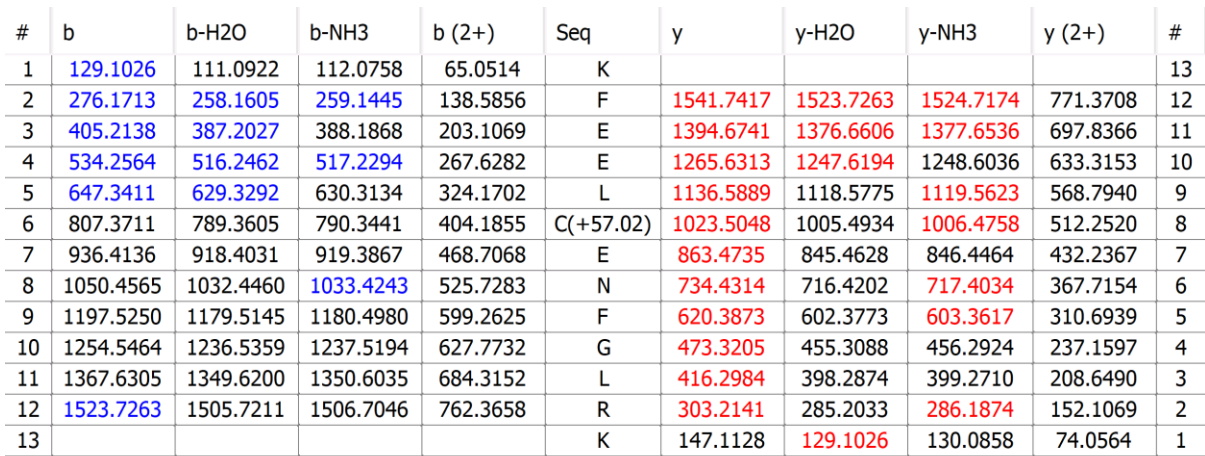 # b b-H2O b-NH3 b (2+) Seq y y-H2O y-NH3 y (2+) #
1 129.1026 111.0922 112.0758 65.0514 K 13
2 276.1713 258.1605 259.1445 138.5856 F 1541.7417 1523.7263 1524.7174 771.3708 12
3 405.2138 387.2027 388.1868 203.1069 E 1394.6741 1376.6606 1377.6536 697.8366 11
4 534.2564 516.2462 517.2294 267.6282 E 1265.6313 1247.6194 1248.6036 633.3153 10
5 647.3411 629.3292 630.3134 324.1702 L 1136.5889 1118.5775 1119.5623 568.7940 9
6 807.3711 789.3605 790.3441 404.1855 C(+57.02) 1023.5048 1005.4934 1006.4758 512.2520 8
7 936.4136 918.4031 919.3867 468.7068 E 863.4735 845.4628 846.4464 432.2367 7
8 1050.4565 1032.4460 1033.4243 525.7283 N 734.4314 716.4202 717.4034 367.7154 6
9 1197.5250 1179.5145 1180.4980 599.2625 F 620.3873 602.3773 603.3617 310.6939 5
10 1254.5464 1236.5359 1237.5194 627.7732 G 473.3205 455.3088 456.2924 237.1597 4
11 1367.6305 1349.6200 1350.6035 684.3152 L 416.2984 398.2874 399.2710 208.6490 3
12 1523.7263 1505.7211 1506.7046 762.3658 R 303.2141 285.2033 286.1874 152.1069 2
13 K 147.1128 129.1026 130.0858 74.0564 1